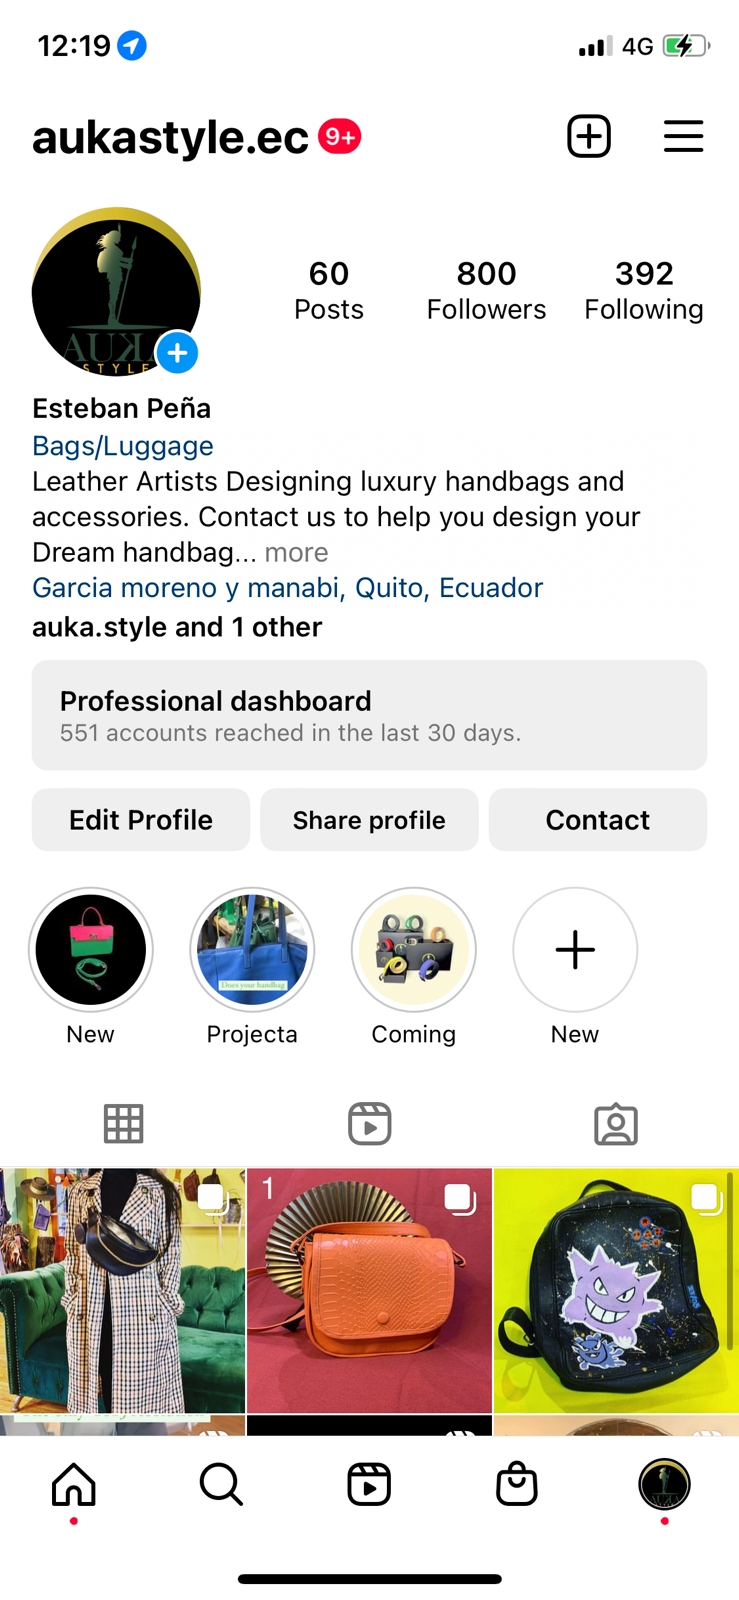 12:19
4G
aukastyle.ec 9+
60 800 392
Posts Followers Following
AUKA
STYLE
Esteban Peña
Bags/Luggage
Leather Artists Designing luxury handbags and
accessories. Contact us to help you design your
Dream handbag... more
Garcia moreno y manabi, Quito, Ecuador
auka.style and 1 other
Professional dashboard
551 accounts reached in the last 30 days.
Edit Profile Share profile Contact
Does your handbag
New Projecta Coming New
1